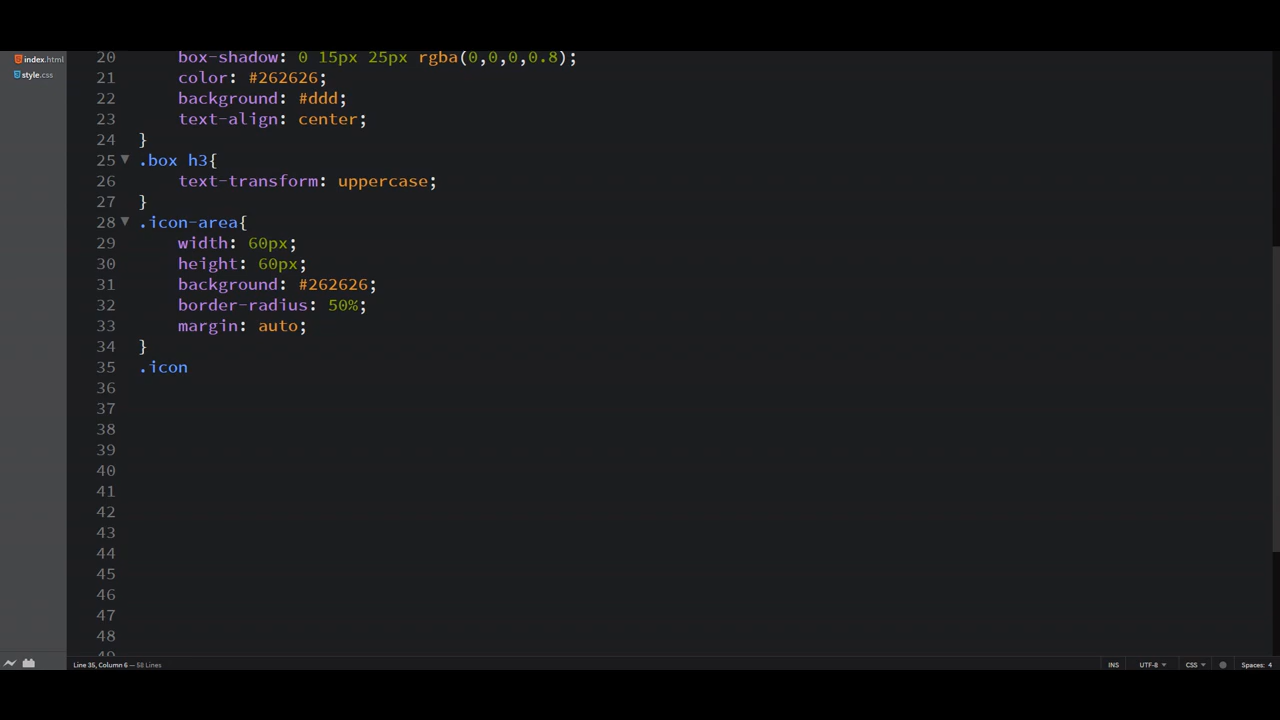 index.html
style.css
20 box-shadow: 0 15px 25px rgba(0,0,0,0.8);
21 color: #262626;
22 background: #ddd;
23 text-align: center;
24 }
25 .box h3{
26 text-transform: uppercase;
27 }
28 .icon-area{
29 width: 60px;
30 height: 60px;
31 background: #262626;
32 border-radius: 50%;
33 margin: auto;
34 }
35 .icon
36
37
38
39
40
41
42
43
44
45
46
47
48
49
Line 35, Column 6 — 58 Lines
INS UTF-8 CSS Spaces: 4